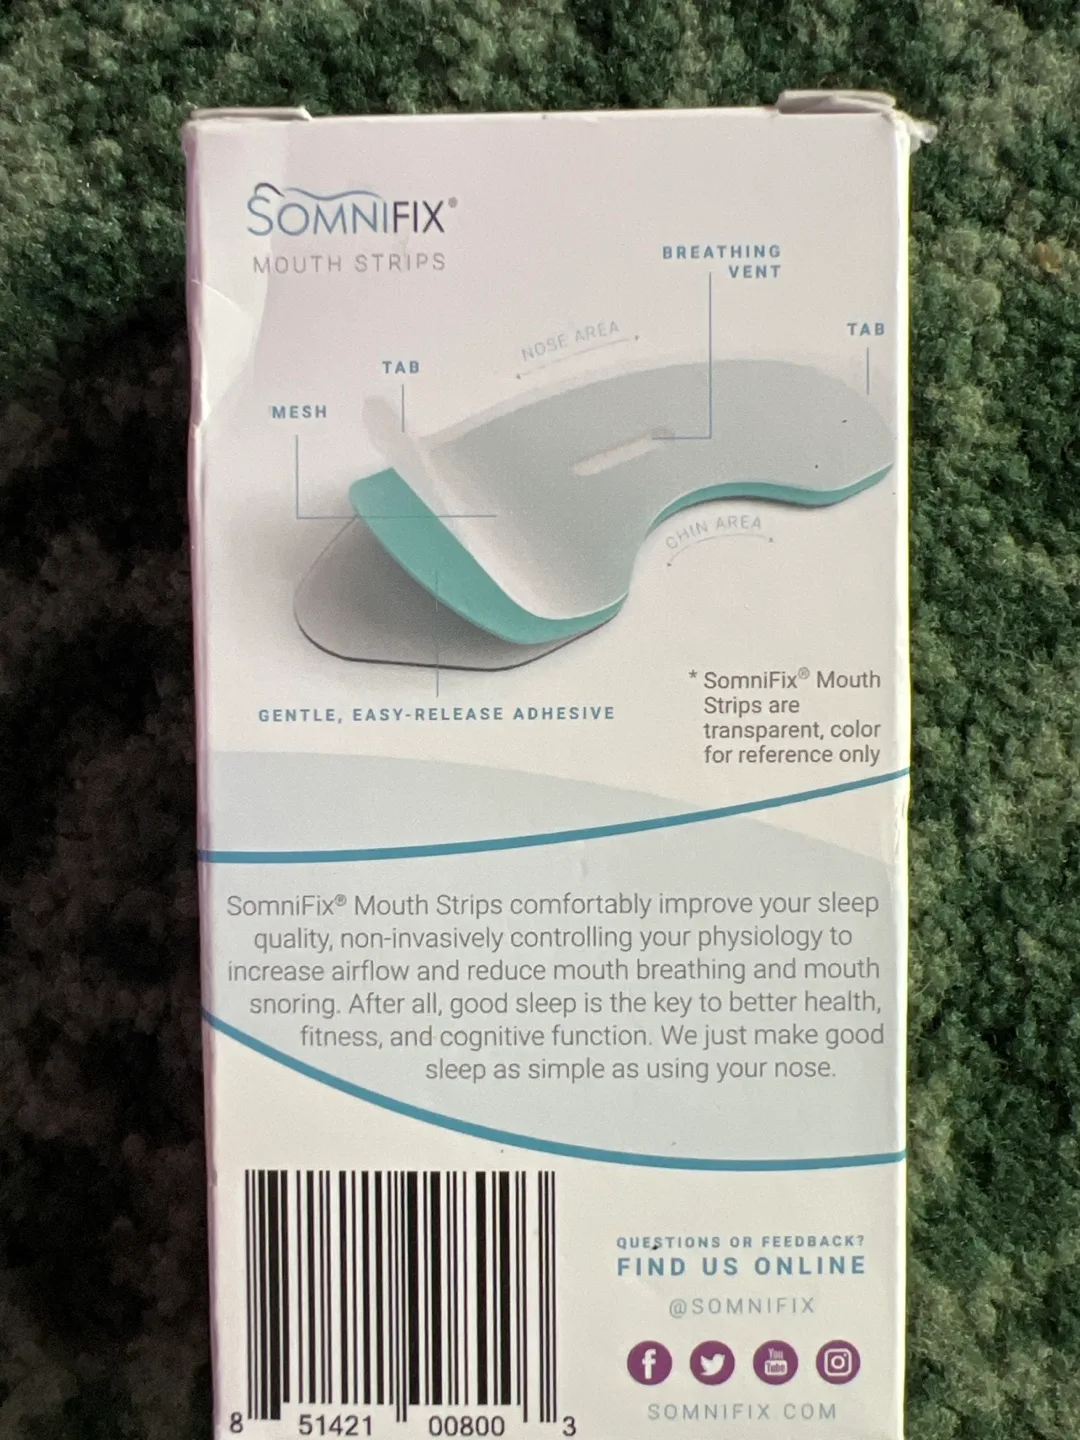 SOMNIFIX®
MOUTH STRIPS
BREATHING
VENT
NOSE AREA
TAB
TAB
MESH
CHIN AREA
GENTLE, EASY-RELEASE ADHESIVE
* SomniFix® Mouth
Strips are
transparent, color
for reference only
SomniFix® Mouth Strips comfortably improve your sleep
quality, non-invasively controlling your physiology to
increase airflow and reduce mouth breathing and mouth
snoring. After all, good sleep is the key to better health,
fitness, and cognitive function. We just make good
sleep as simple as using your nose.
QUESTIONS OR FEEDBACK?
FIND US ONLINE
@SOMNIFIX
You
Tube
SOMNIFIX.COM
8 51421 00800 3